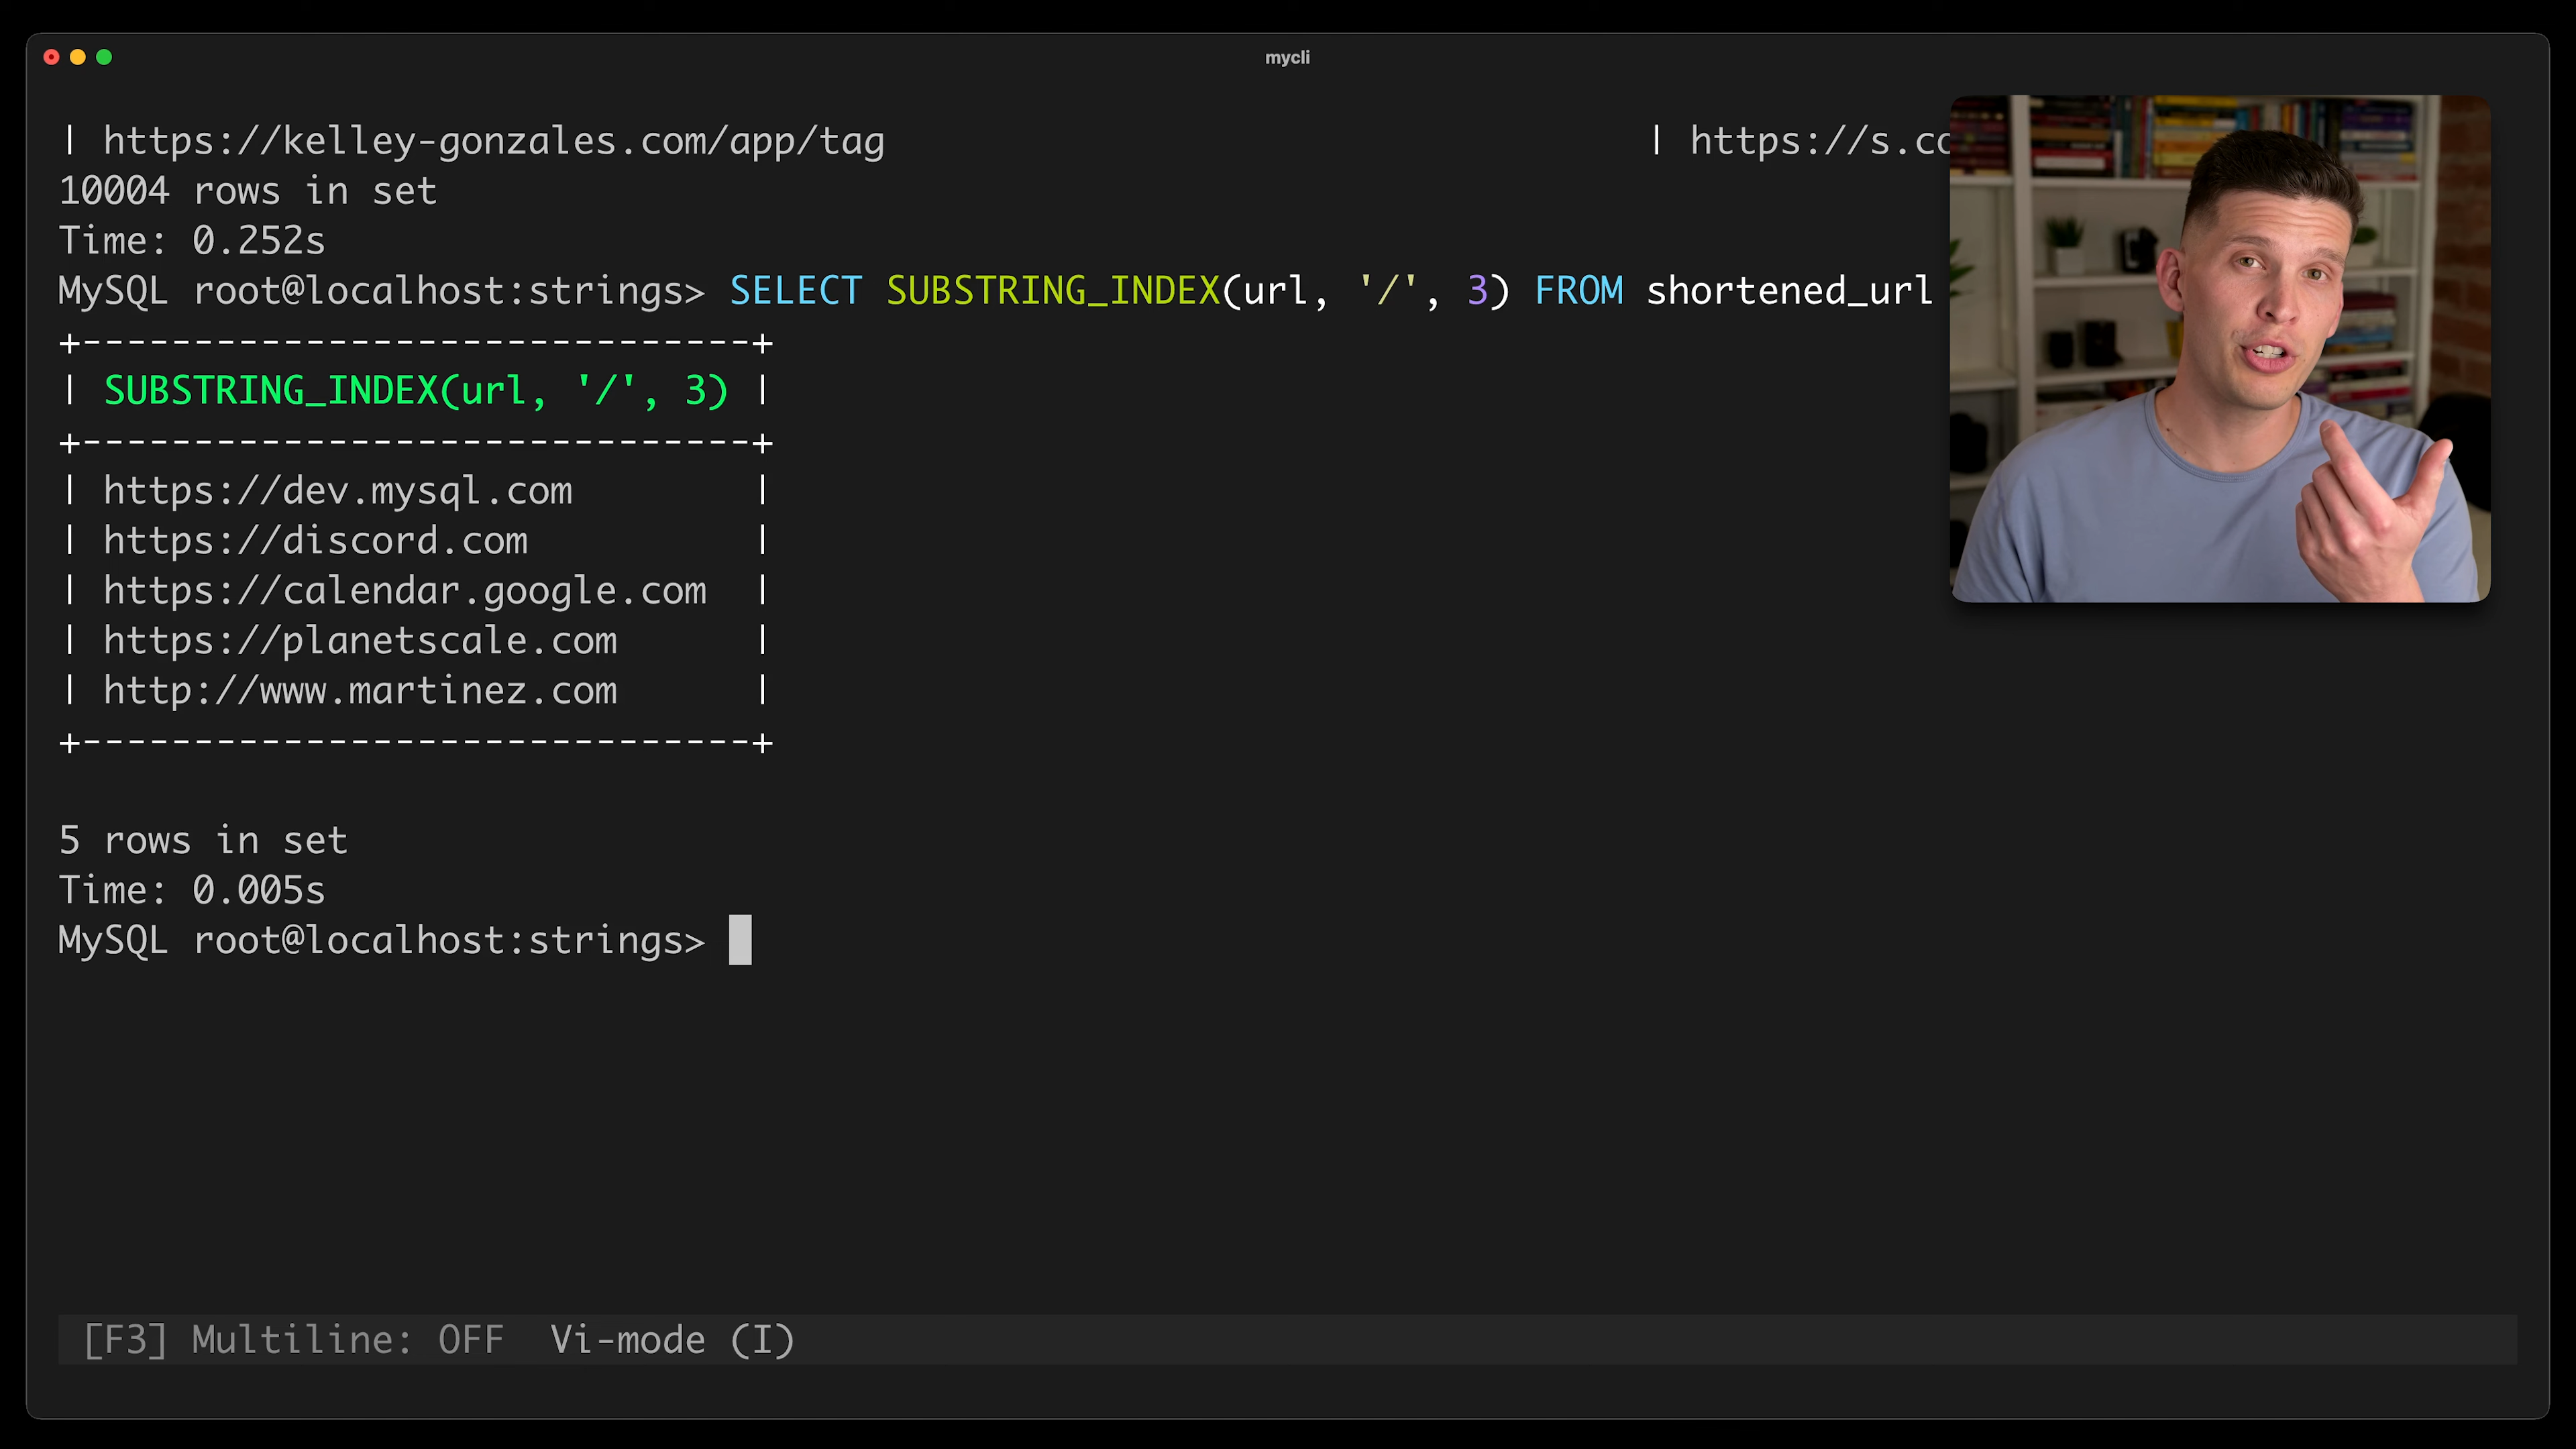 mycli
| https://kelley-gonzales.com/app/tag | https://s.co
10004 rows in set
Time: 0.252s
MySQL root@localhost:strings> SELECT SUBSTRING_INDEX(url, '/', 3) FROM shortened_url
+------------------------------+
| SUBSTRING_INDEX(url, '/', 3) |
+------------------------------+
| https://dev.mysql.com |
| https://discord.com |
| https://calendar.google.com |
| https://planetscale.com |
| http://www.martinez.com |
+------------------------------+
5 rows in set
Time: 0.005s
MySQL root@localhost:strings>
[F3] Multiline: OFF Vi-mode (I)